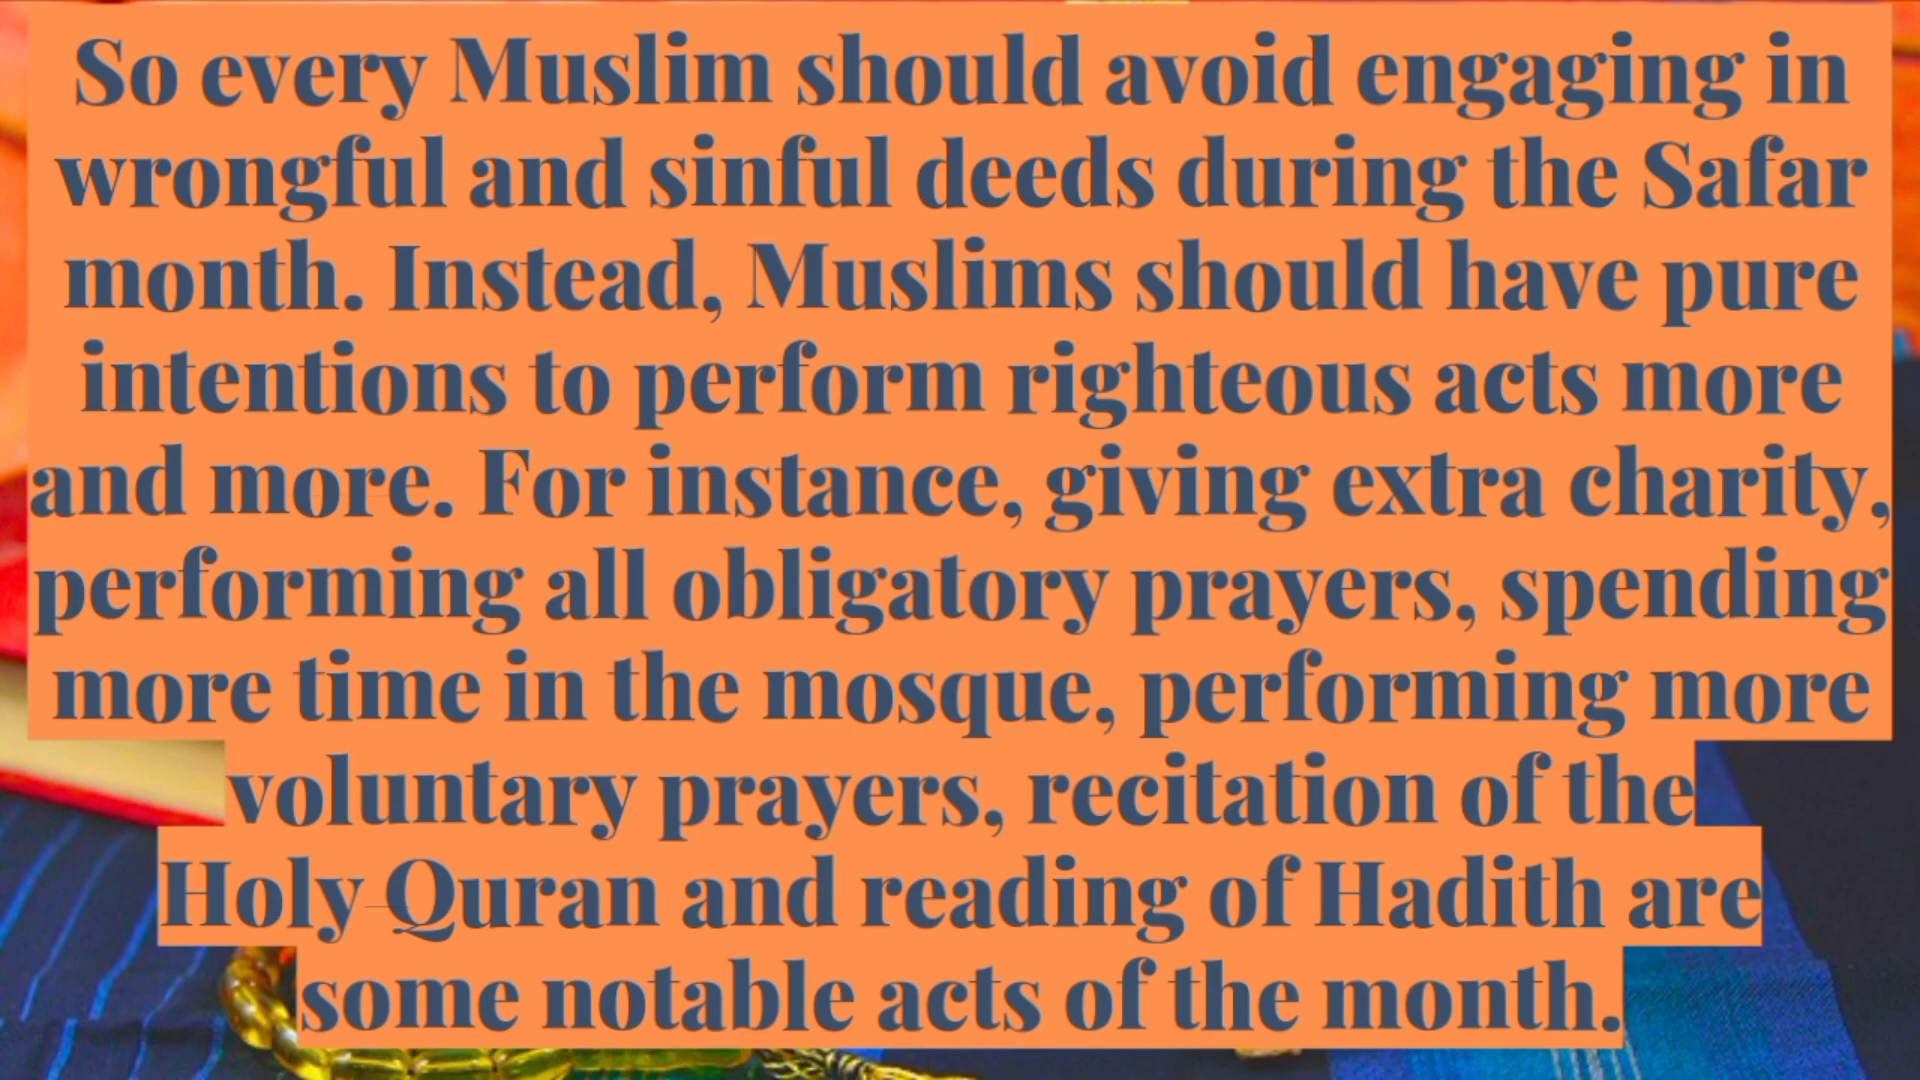 So every Muslim should avoid engaging in
wrongful and sinful deeds during the Safar
month. Instead, Muslims should have pure
intentions to perform righteous acts more
and more. For instance, giving extra charity,
performing all obligatory prayers, spending
more time in the mosque, performing more
voluntary prayers, recitation of the
Holy Quran and reading of Hadith are
some notable acts of the month.